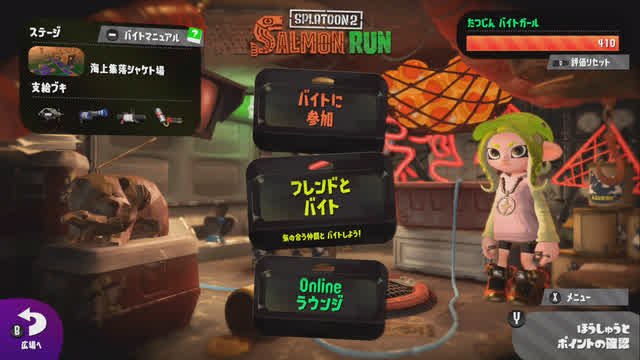 ステージ
バイトマニュアル ?
海上集落シャケト場
支給ブキ
SPLATOON 2
SALMON RUN
たつじん バイトガール
410
評価リセット
バイトに
参加
フレンドと
バイト
気の合う仲間と バイトしよう!
Online
ラウンジ
B
広場へ
X メニュー
Y
ほうしゅうと
ポイントの確認